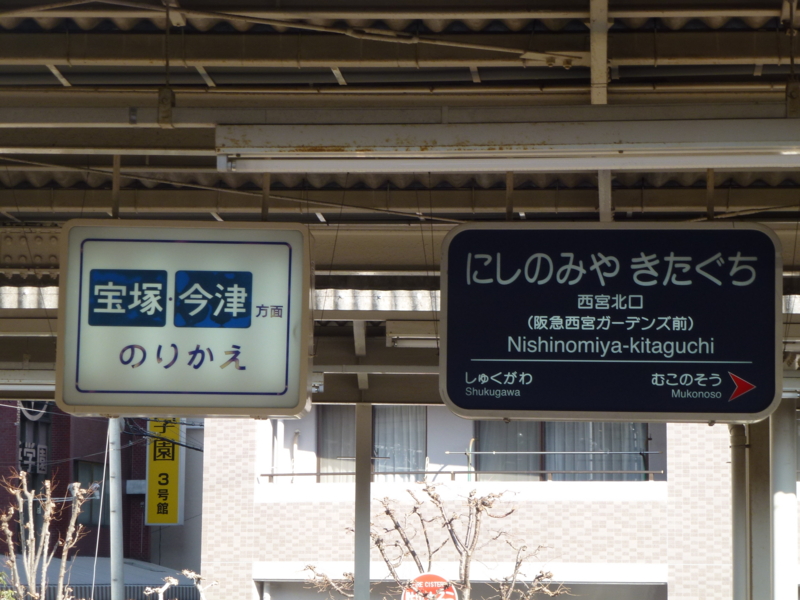 宝塚・今津方面
のりかえ
にしのみや きたぐち
西宮北口
（阪急西宮ガーデンズ前）
Nishinomiya-kitaguchi
しゅくがわ
Shukugawa
むこのそう
Mukonoso
学園
3号館